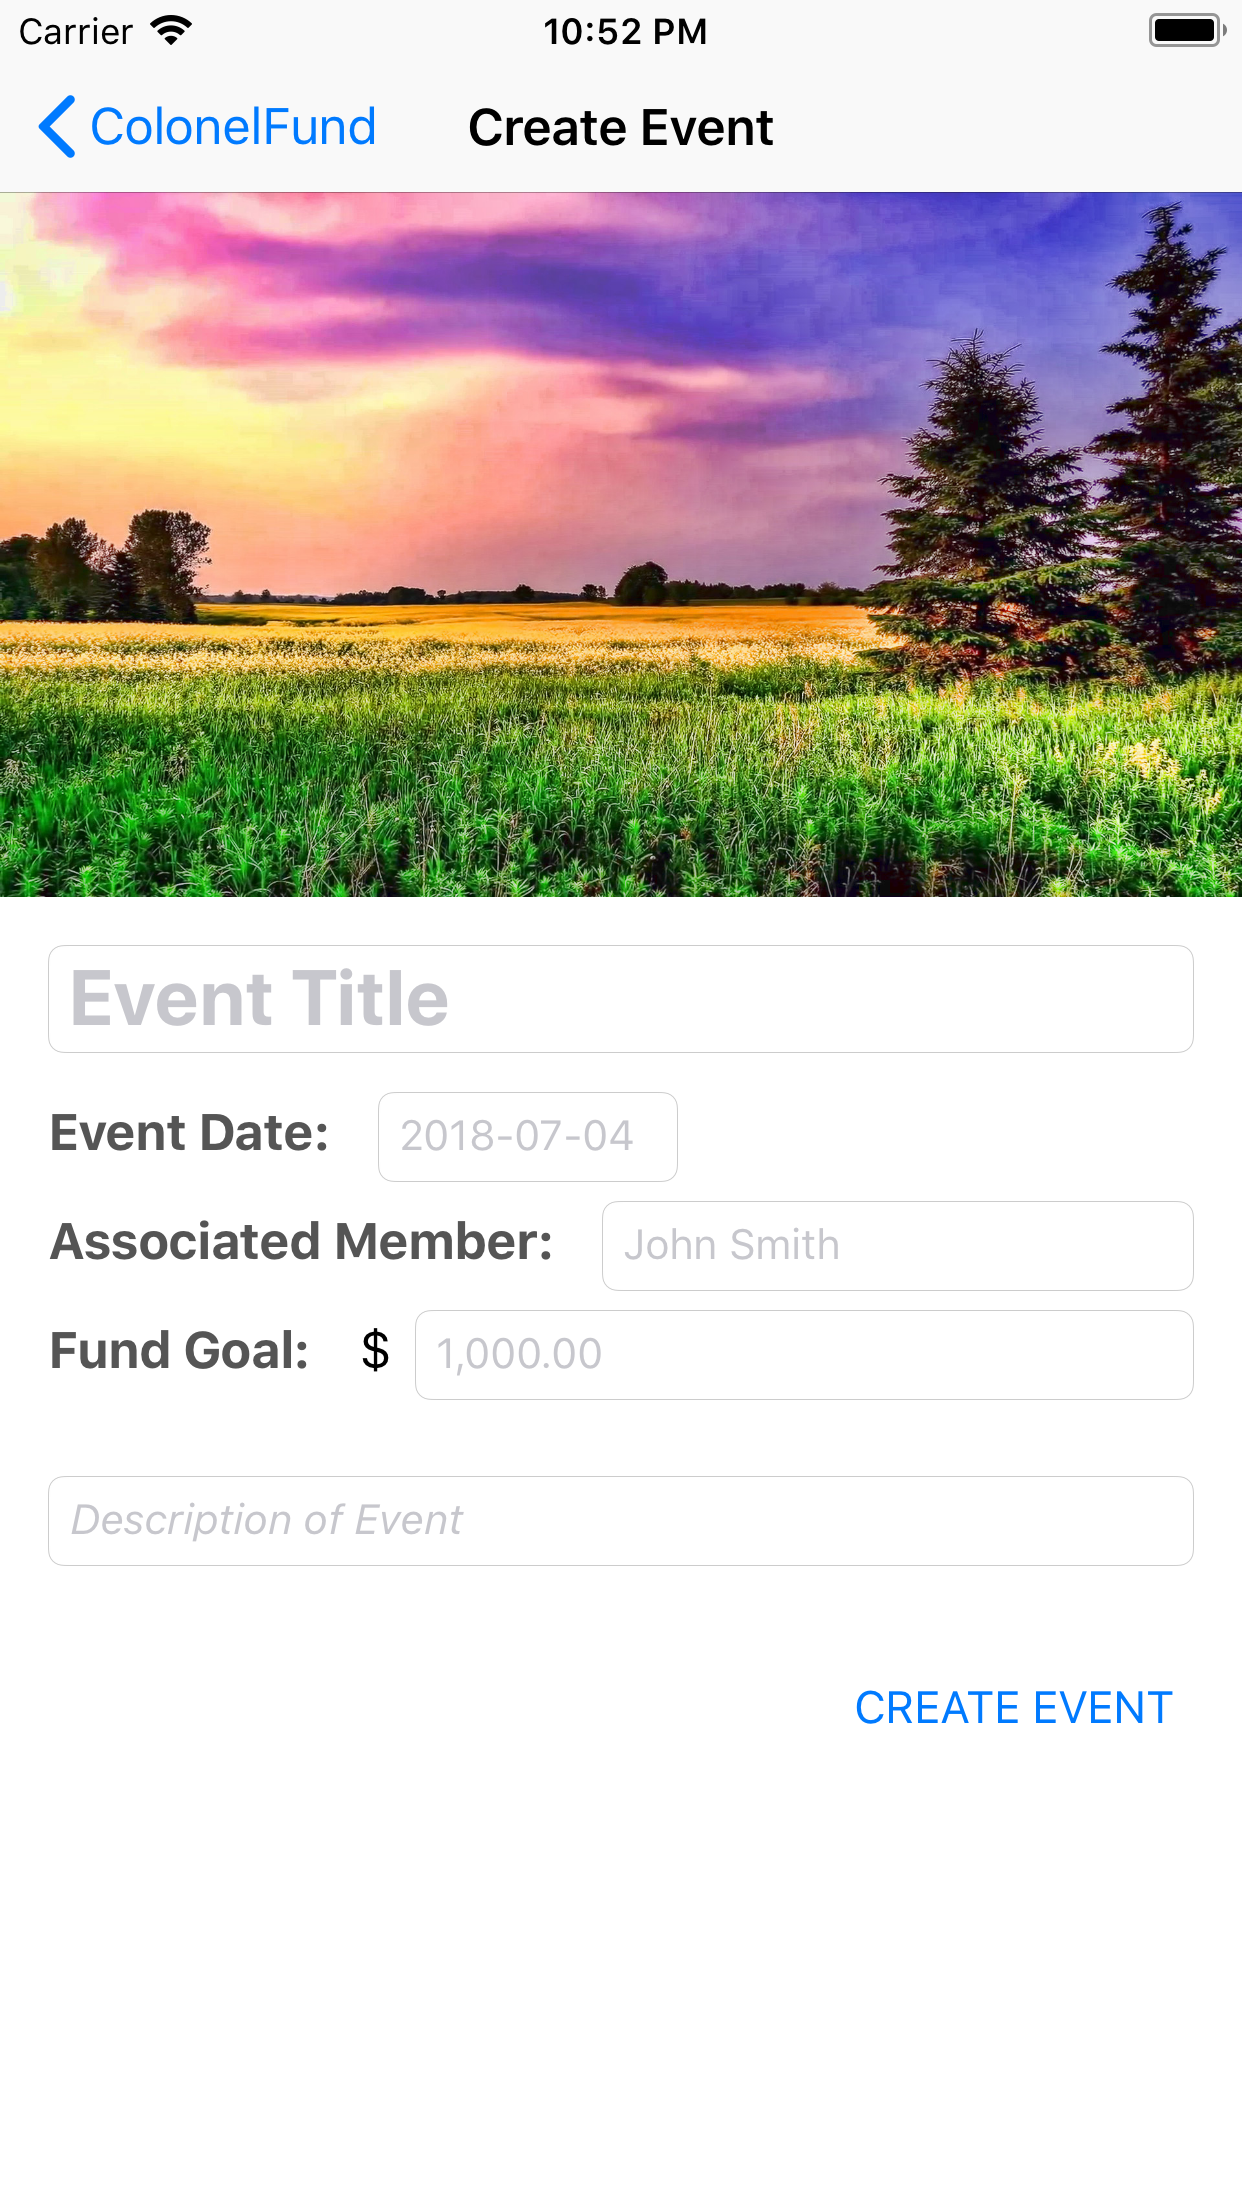 Carrier 10:52 PM
ColonelFund Create Event
Event Title
Event Date: 2018-07-04
Associated Member: John Smith
Fund Goal: $ 1,000.00
Description of Event
CREATE EVENT